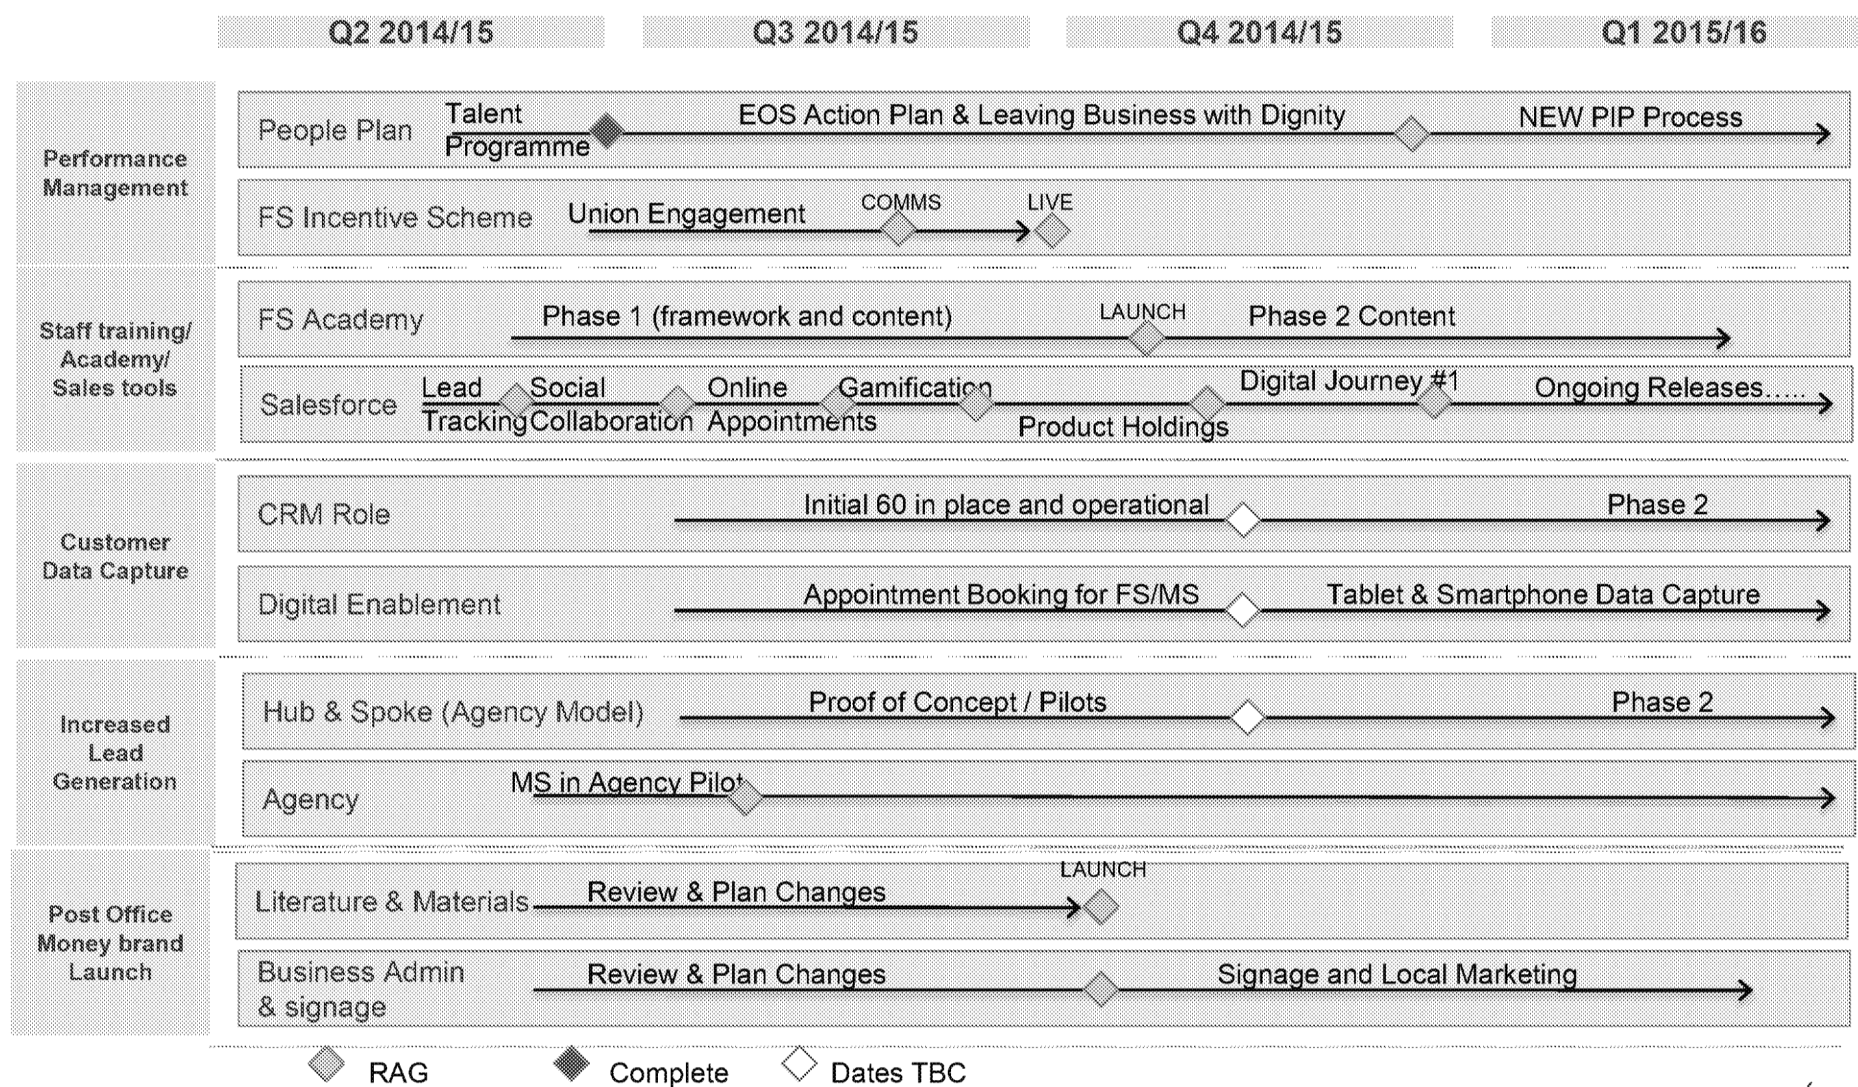 Q2 2014/15 Q3 2014/15 Q4 2014/15 Q1 2015/16
Performance
Management
People Plan
Talent
Programme
EOS Action Plan & Leaving Business with Dignity
NEW PIP Process
FS Incentive Scheme
Union Engagement
COMMS
LIVE
Staff training/
Academy/
Sales tools
FS Academy
Phase 1 (framework and content)
LAUNCH
Phase 2 Content
Salesforce
Lead
Tracking
Social
Collaboration
Online
Appointments
Gamification
Product Holdings
Digital Journey #1
Ongoing Releases.....
Customer
Data Capture
CRM Role
Initial 60 in place and operational
Phase 2
Digital Enablement
Appointment Booking for FS/MS
Tablet & Smartphone Data Capture
Increased
Lead
Generation
Hub & Spoke (Agency Model)
Proof of Concept / Pilots
Phase 2
Agency
MS in Agency Pilot
Post Office
Money brand
Launch
Literature & Materials
Review & Plan Changes
LAUNCH
Business Admin
& signage
Review & Plan Changes
Signage and Local Marketing
RAG
Complete
Dates TBC